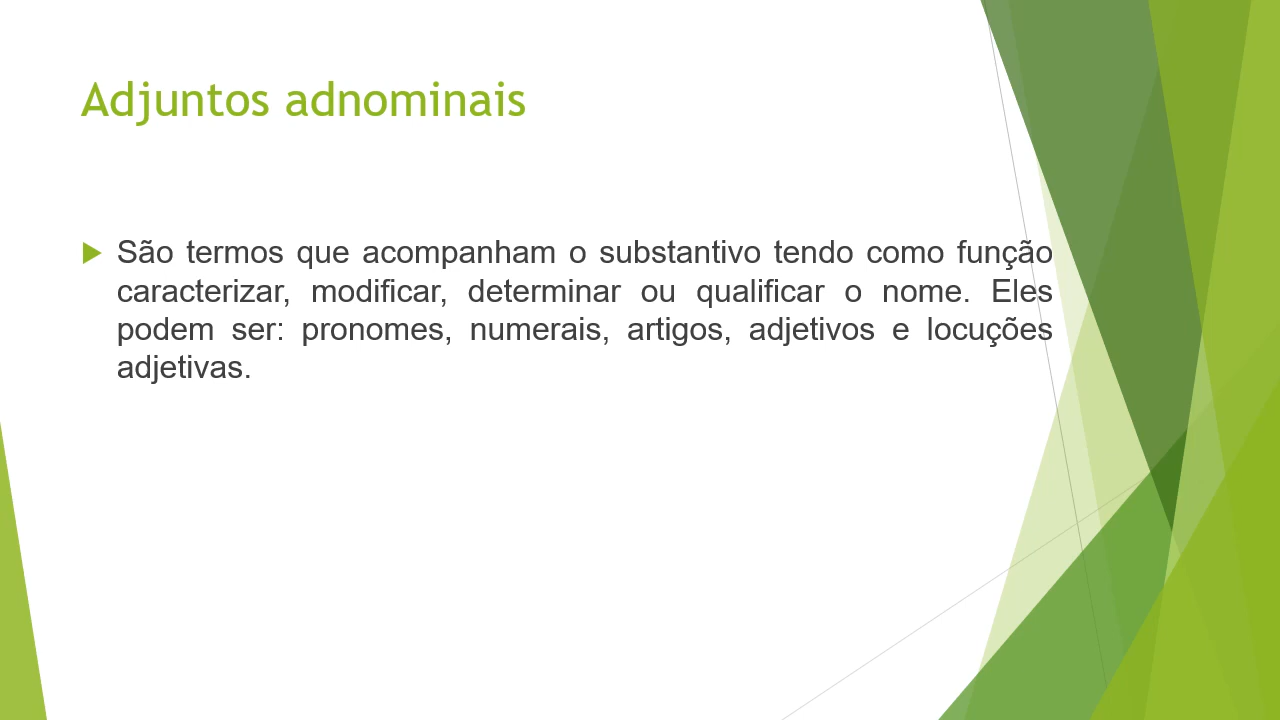 Adjuntos adnominais
São termos que acompanham o substantivo tendo como função
caracterizar, modificar, determinar ou qualificar o nome. Eles
podem ser: pronomes, numerais, artigos, adjetivos e locuções
adjetivas.